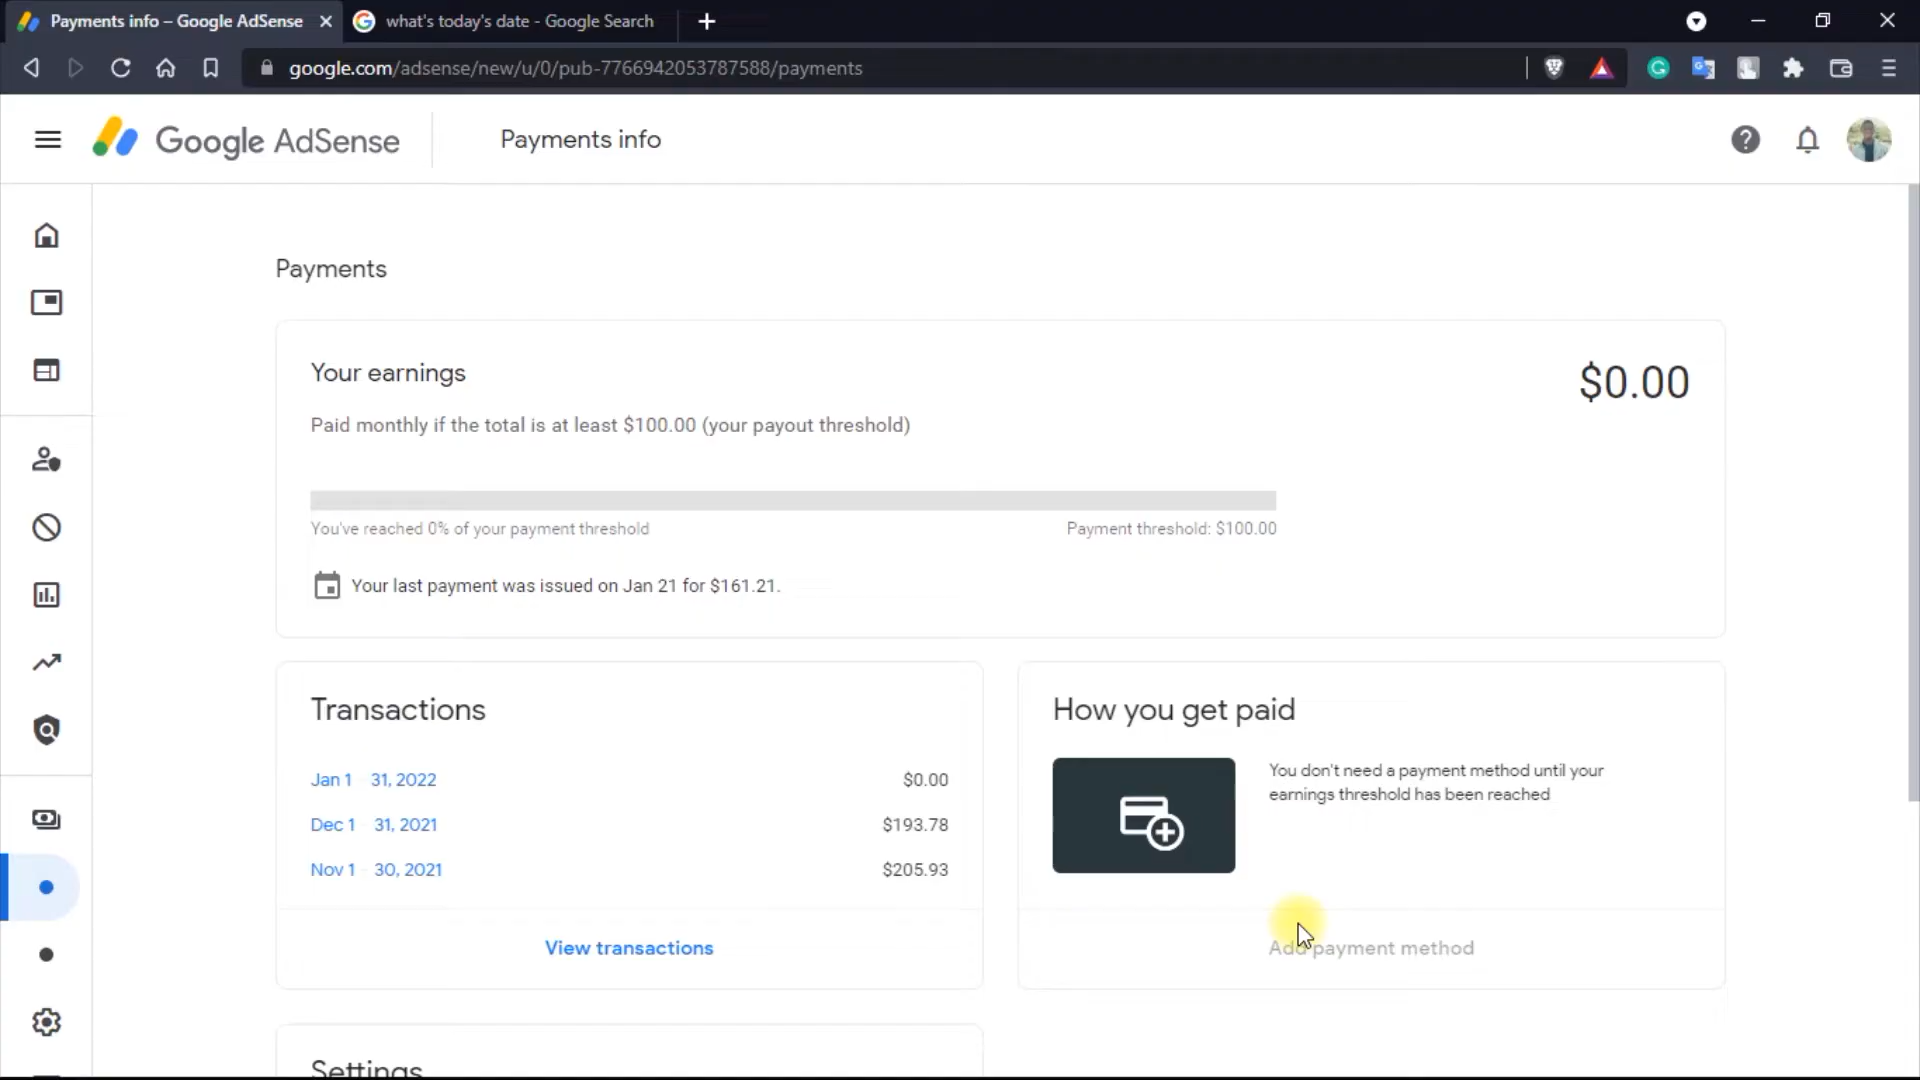 Payments info – Google AdSense
what's today's date - Google Search
google.com/adsense/new/u/0/pub-7766942053787588/payments
Google AdSense
Payments info
Payments
Your earnings
$0.00
Paid monthly if the total is at least $100.00 (your payout threshold)
You've reached 0% of your payment threshold
Payment threshold: $100.00
Your last payment was issued on Jan 21 for $161.21.
Transactions
Jan 1 31, 2022 $0.00
Dec 1 31, 2021 $193.78
Nov 1 30, 2021 $205.93
View transactions
How you get paid
You don't need a payment method until your
earnings threshold has been reached
Add payment method
Settings